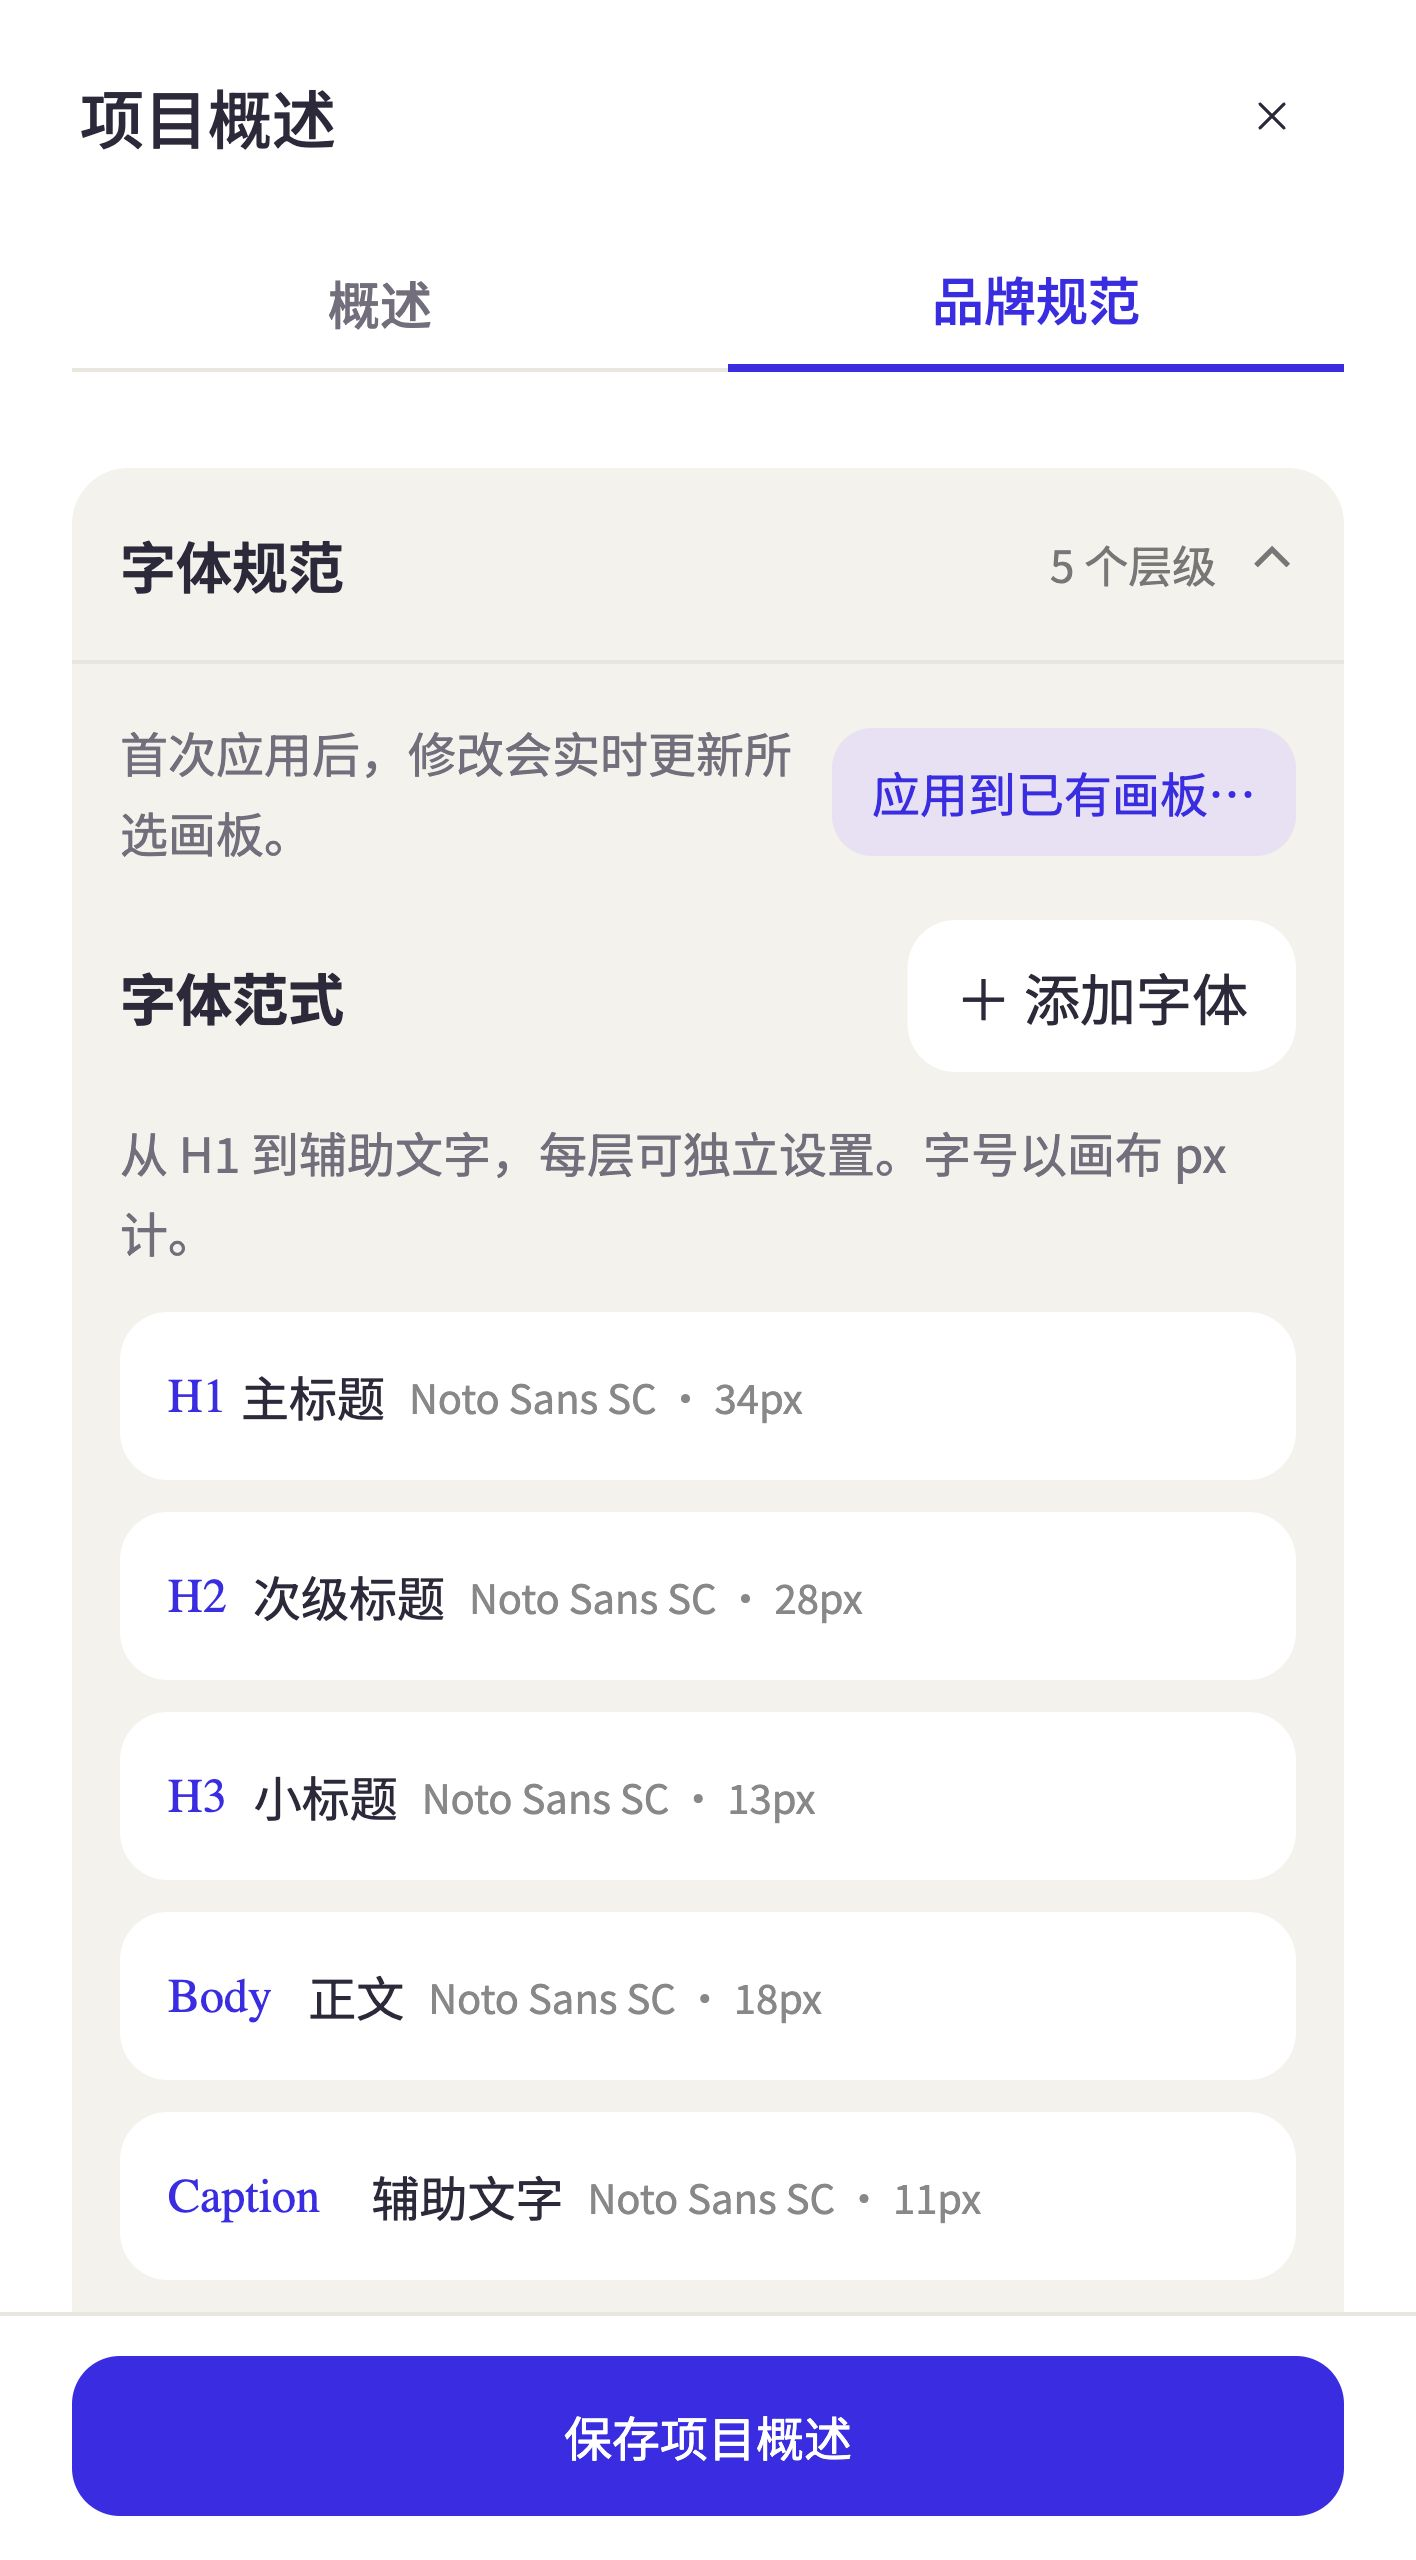 项目概述
概述
品牌规范
字体规范
5 个层级
首次应用后，修改会实时更新所
选画板。
应用到已有画板…
字体范式
添加字体
从 H1 到辅助文字，每层可独立设置。字号以画布 px
计。
H1 主标题 Noto Sans SC · 34px
H2 次级标题 Noto Sans SC · 28px
H3 小标题 Noto Sans SC · 13px
Body 正文 Noto Sans SC · 18px
Caption 辅助文字 Noto Sans SC · 11px
保存项目概述